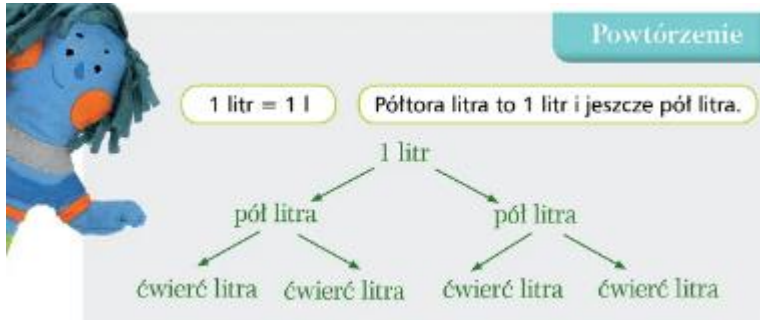 Powtórzenie
1 litr = 1 l
Półtora litra to 1 litr i jeszcze pół litra.
1 litr
pół litra pół litra
ćwierć litra ćwierć litra ćwierć litra ćwierć litra